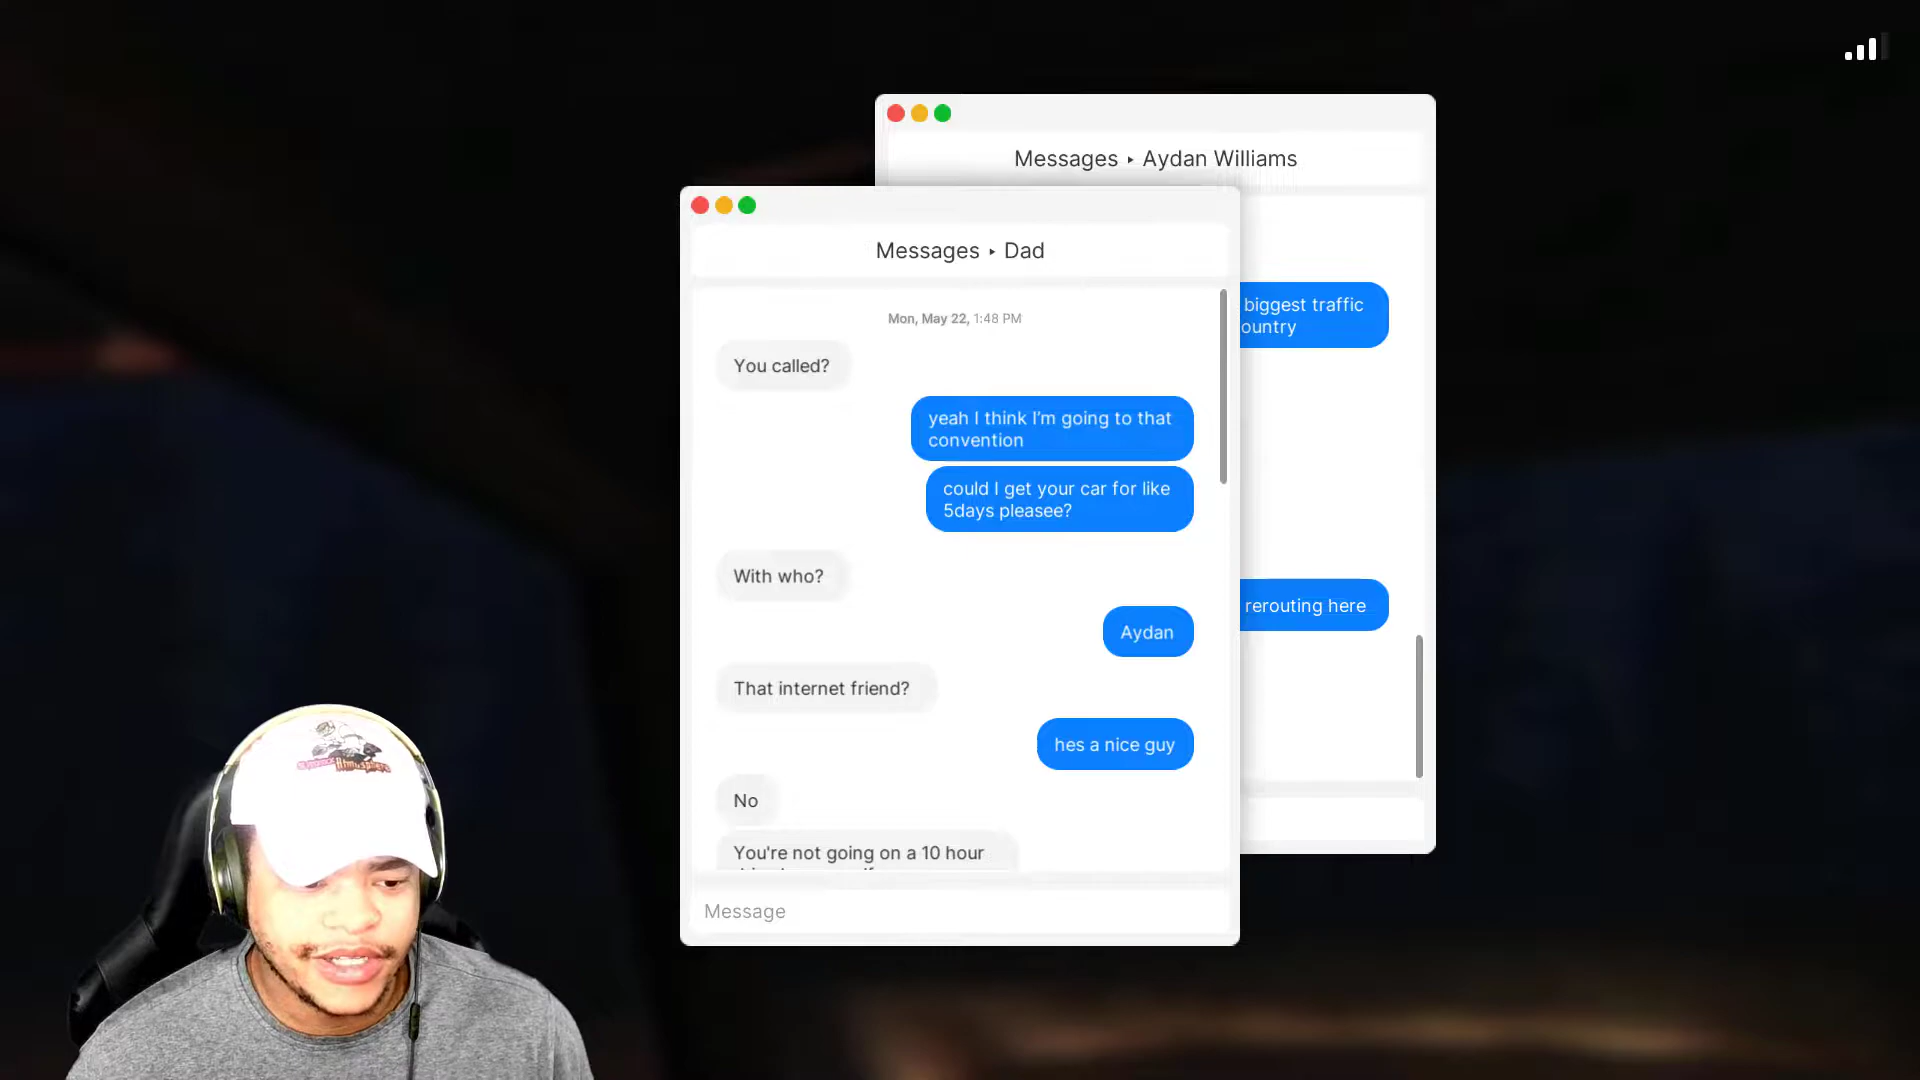 Messages ▸ Aydan Williams
biggest traffic
ountry
rerouting here
Messages ▸ Dad
Mon, May 22, 1:48 PM
You called?
yeah I think I'm going to that
convention
could I get your car for like
5days pleasee?
With who?
Aydan
That internet friend?
hes a nice guy
No
You're not going on a 10 hour
Message
Atmosphere